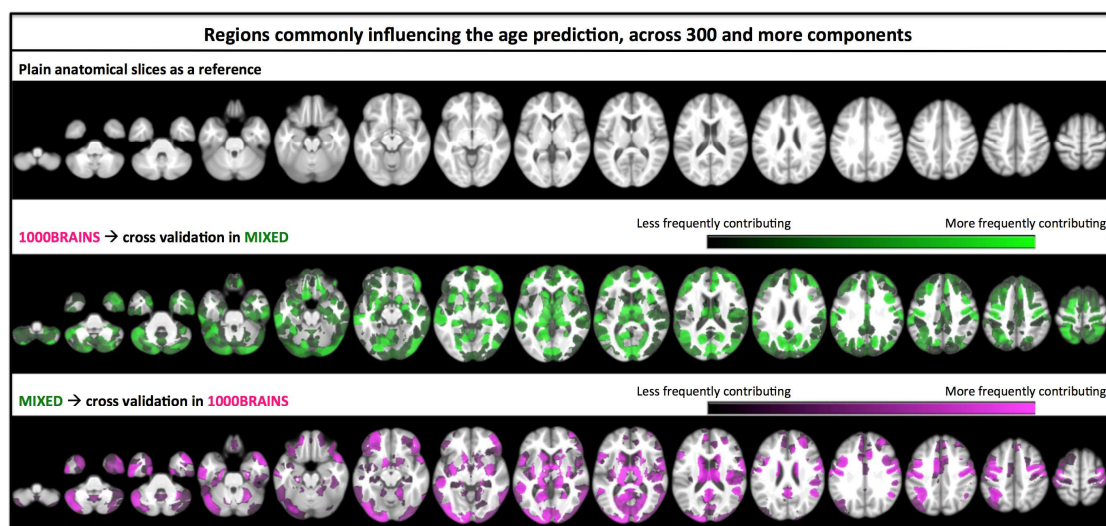 Regions commonly influencing the age prediction, across 300 and more components
Plain anatomical slices as a reference
1000BRAINS → cross validation in MIXED
Less frequently contributing
More frequently contributing
MIXED → cross validation in 1000BRAINS
Less frequently contributing
More frequently contributing